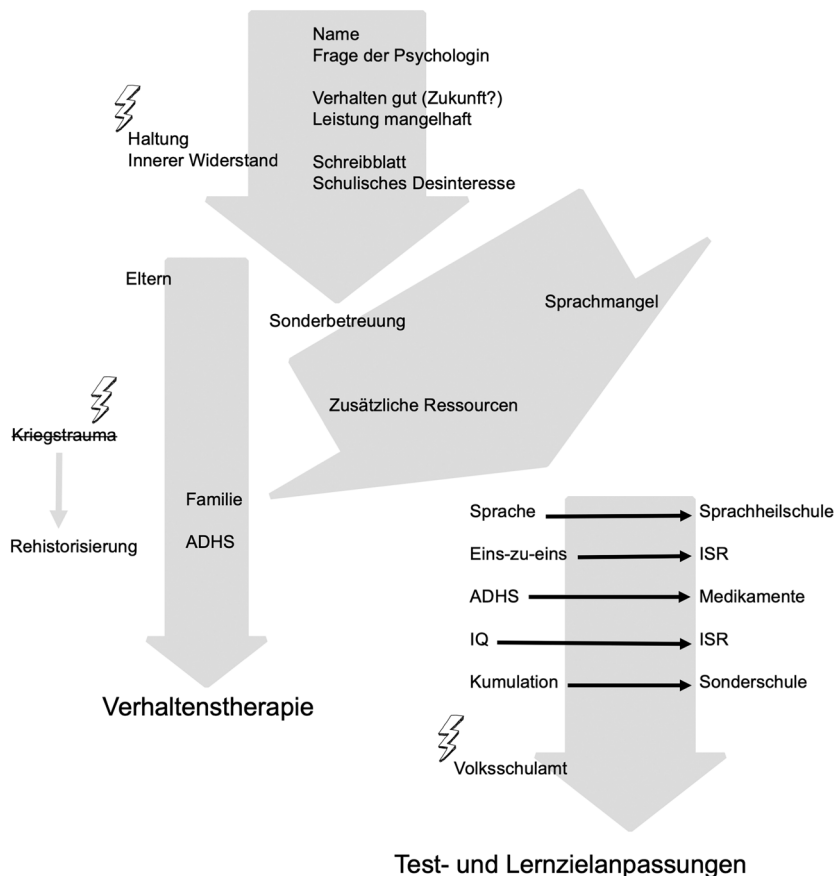 Name
Frage der Psychologin
Verhalten gut (Zukunft?)
Leistung mangelhaft
Haltung
Innerer Widerstand
Schreibblatt
Schulisches Desinteresse
Eltern
Sonderbetreuung
Sprachmangel
Zusätzliche Ressourcen
Kriegstrauma
Rehistorisierung
Familie
ADHS
Verhaltenstherapie
Sprache Sprachheilschule
Eins-zu-eins ISR
ADHS Medikamente
IQ ISR
Kumulation Sonderschule
Volksschulamt
Test- und Lernzielanpassungen